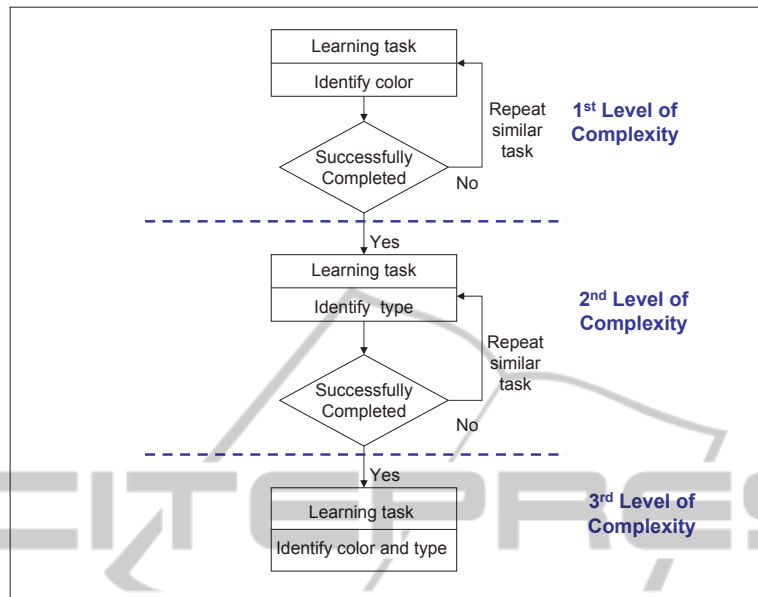 Learning task
Identify color
Repeat
similar
task
1st Level of
Complexity
Successfully
Completed
No
Yes
Learning task
Identify type
Repeat
similar
task
2nd Level of
Complexity
Successfully
Completed
No
Yes
Learning task
Identify color and type
3rd Level of
Complexity
CITEPRES